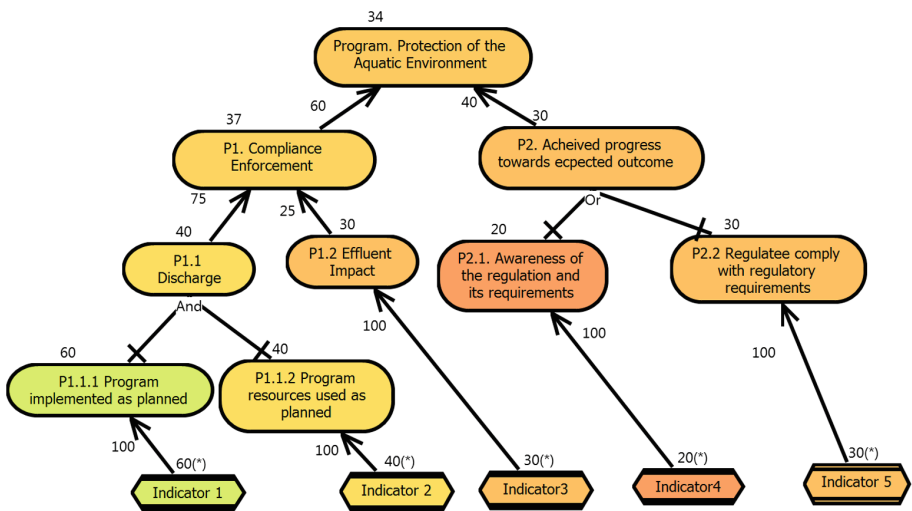 34
Program. Protection of the
Aquatic Environment
60
40
37
30
P1. Compliance
Enforcement
P2. Acheived progress
towards ecpected outcome
75
25
Or
40
30
20
30
P1.1
Discharge
P1.2 Effluent
Impact
P2.1. Awareness of
the regulation and
its requirements
P2.2 Regulatee comply
with regulatory
requirements
And
100
100
100
60
40
P1.1.1 Program
implemented as planned
P1.1.2 Program
resources used as
planned
100
100
60(*)
40(*)
30(*)
20(*)
30(*)
Indicator 1
Indicator 2
Indicator3
Indicator4
Indicator 5